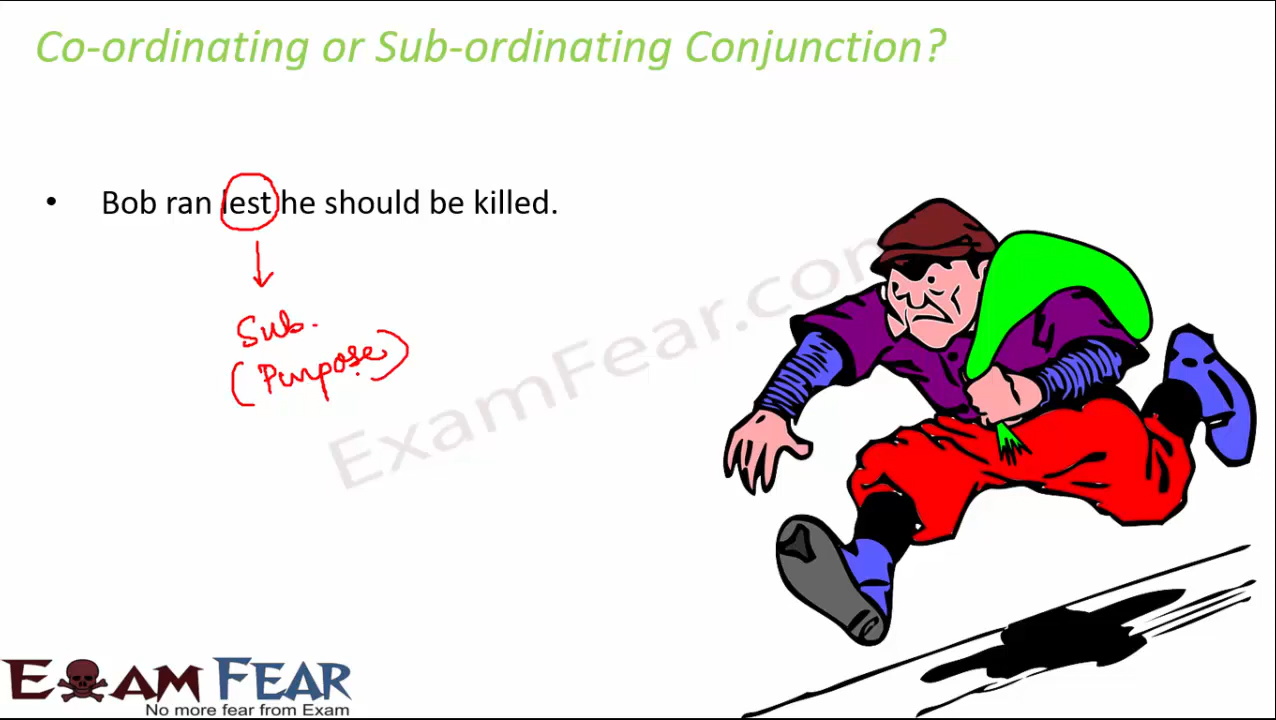 Co-ordinating or Sub-ordinating Conjunction?
• Bob ran lest he should be killed.
Sub.
(Purpose)
ExamFear.com
EXAM FEAR
No more fear from Exam